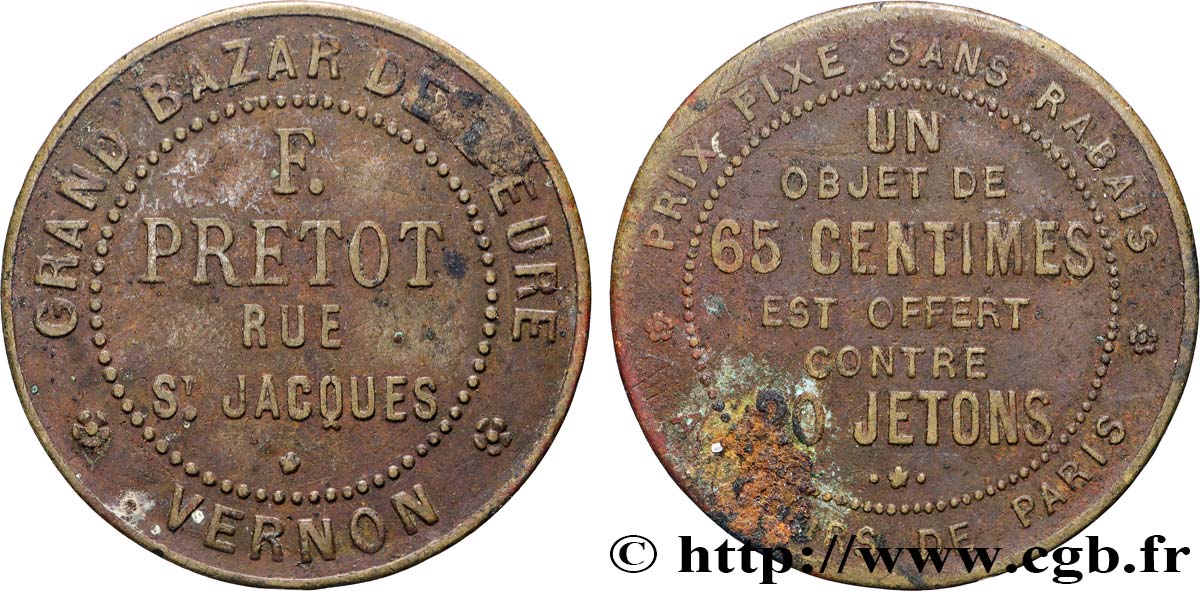 GRAND BAZAR DE L'EURE
F.
PRETOT
RUE
ST. JACQUES
VERNON
PRIX FIXE SANS RABAIS
UN
OBJET DE
65 CENTIMES
EST OFFERT
CONTRE
JETONS
DE PARIS
© http://www.cgb.fr